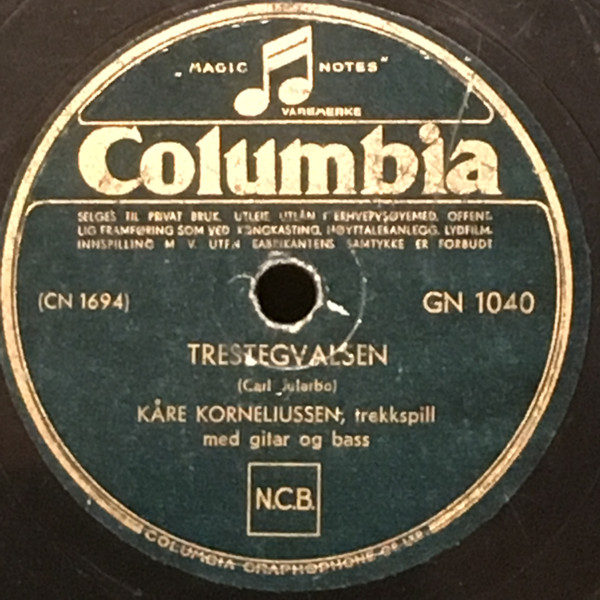 „MAGIC NOTES"
VAREMERKE
Columbia
SELGES TIL PRIVAT BRUK. UTLEIE, UTLÅN I ERHVERVSØYEMED, OFFENT-
LIG FRAMFØRING SOM VED KRINGKASTING, HØYTTALERANLEGG, LYDFILM-
INNSPILLING M. V. UTEN FABRIKANTENS SAMTYKKE ER FORBUDT
(CN 1694)
GN 1040
TRESTEGVALSEN
(Carl Jularbo)
KÅRE KORNELIUSSEN, trekkspill
med gitar og bass
N.C.B.
COLUMBIA GRAPHOPHONE CP LTD